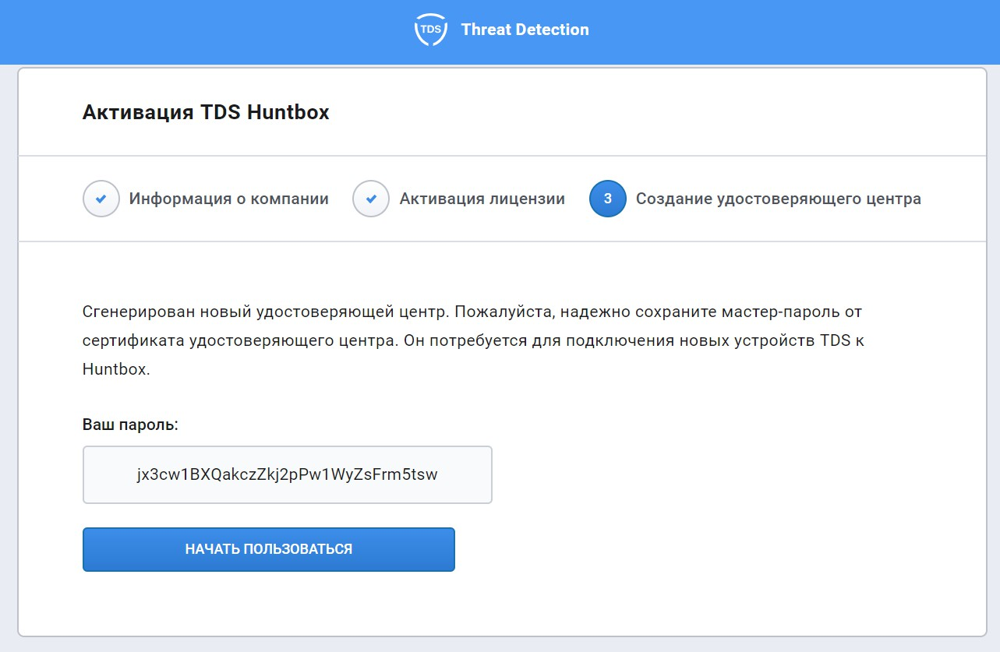 TDS Threat Detection
Активация TDS Huntbox
Информация о компании Активация лицензии 3 Создание удостоверяющего центра
Сгенерирован новый удостоверяющей центр. Пожалуйста, надежно сохраните мастер-пароль от
сертификата удостоверяющего центра. Он потребуется для подключения новых устройств TDS к
Huntbox.
Ваш пароль:
jx3cw1BXQakczZkj2pPw1WyZsFrm5tsw
НАЧАТЬ ПОЛЬЗОВАТЬСЯ